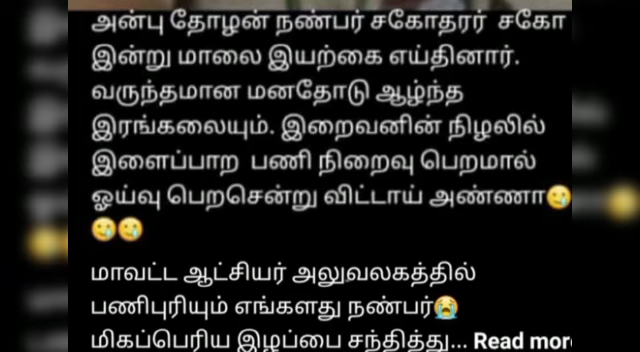 அன்பு தோழன் நண்பர் சகோதரர் சகோ
இன்று மாலை இயற்கை எய்தினார்.
வருந்தமான மனதோடு ஆழ்ந்த
இரங்கலையும். இறைவனின் நிழலில்
இளைப்பாற பணி நிறைவு பெறமால்
ஓய்வு பெறசென்று விட்டாய் அண்ணா🥲
🥲🥲
மாவட்ட ஆட்சியர் அலுவலகத்தில்
பணிபுரியும் எங்களது நண்பர்😭
மிகப்பெரிய இழப்பை சந்தித்து... Read more